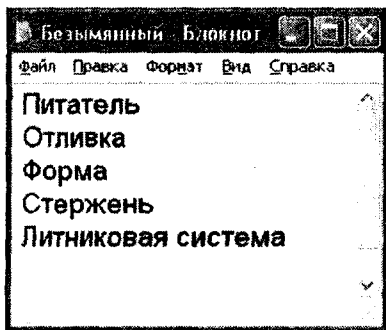 Безымянный - Блокнот
Файл Правка Формат Вид Справка
Питатель
Отливка
Форма
Стержень
Литниковая система